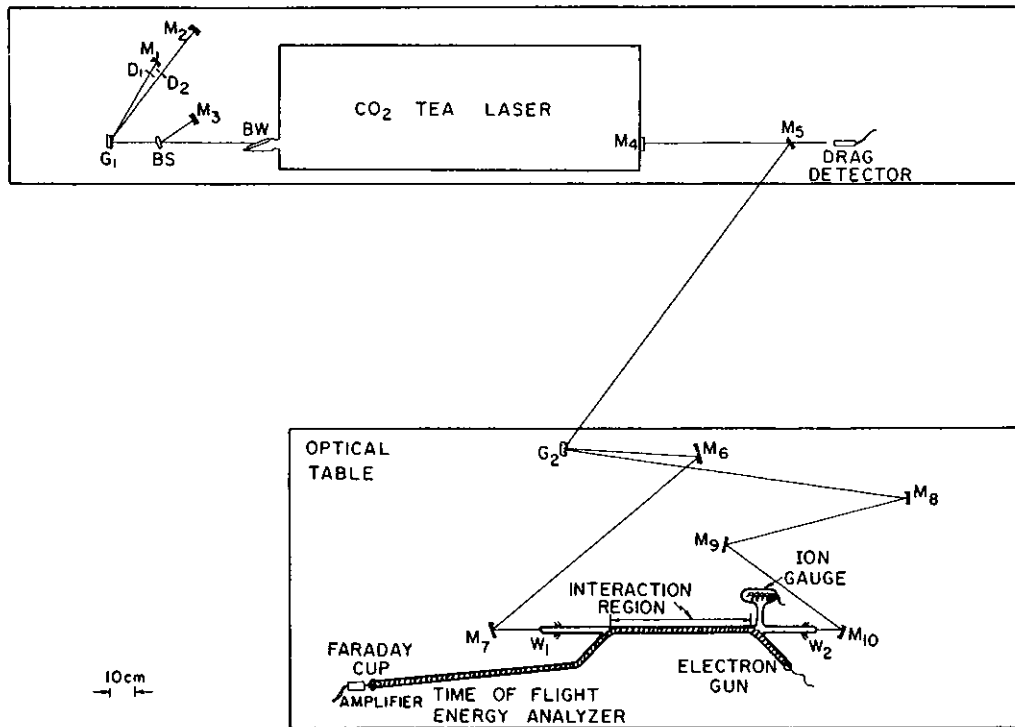 M2
M1
D1
D2
M3
G1
BS
BW
CO2 TEA LASER
M4
M5
DRAG
DETECTOR
OPTICAL
TABLE
G2
M6
M8
M9
ION
GAUGE
INTERACTION
REGION
M7
W1
W2
M10
FARADAY
CUP
ELECTRON
GUN
10cm
AMPLIFIER
TIME OF FLIGHT
ENERGY ANALYZER